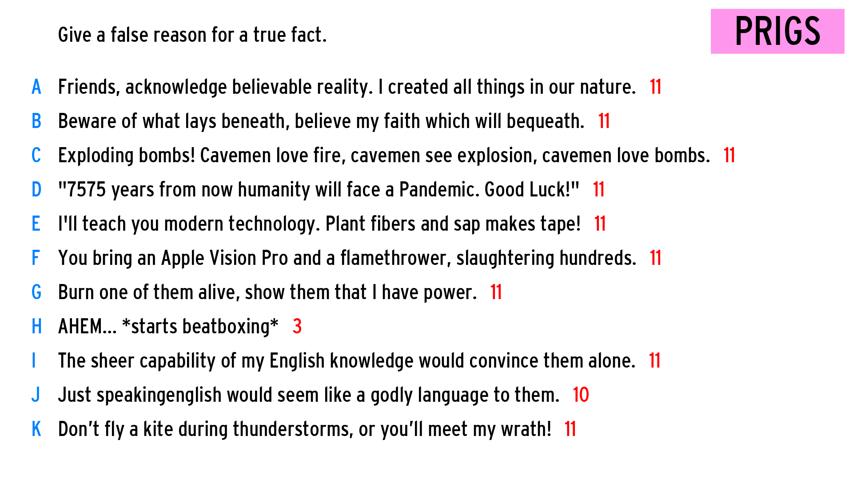 Give a false reason for a true fact.
PRIGS
A Friends, acknowledge believable reality. I created all things in our nature. 11
B Beware of what lays beneath, believe my faith which will bequeath. 11
C Exploding bombs! Cavemen love fire, cavemen see explosion, cavemen love bombs. 11
D "7575 years from now humanity will face a Pandemic. Good Luck!" 11
E I'll teach you modern technology. Plant fibers and sap makes tape! 11
F You bring an Apple Vision Pro and a flamethrower, slaughtering hundreds. 11
G Burn one of them alive, show them that I have power. 11
H AHEM... *starts beatboxing* 3
I The sheer capability of my English knowledge would convince them alone. 11
J Just speakingenglish would seem like a godly language to them. 10
K Don’t fly a kite during thunderstorms, or you’ll meet my wrath! 11